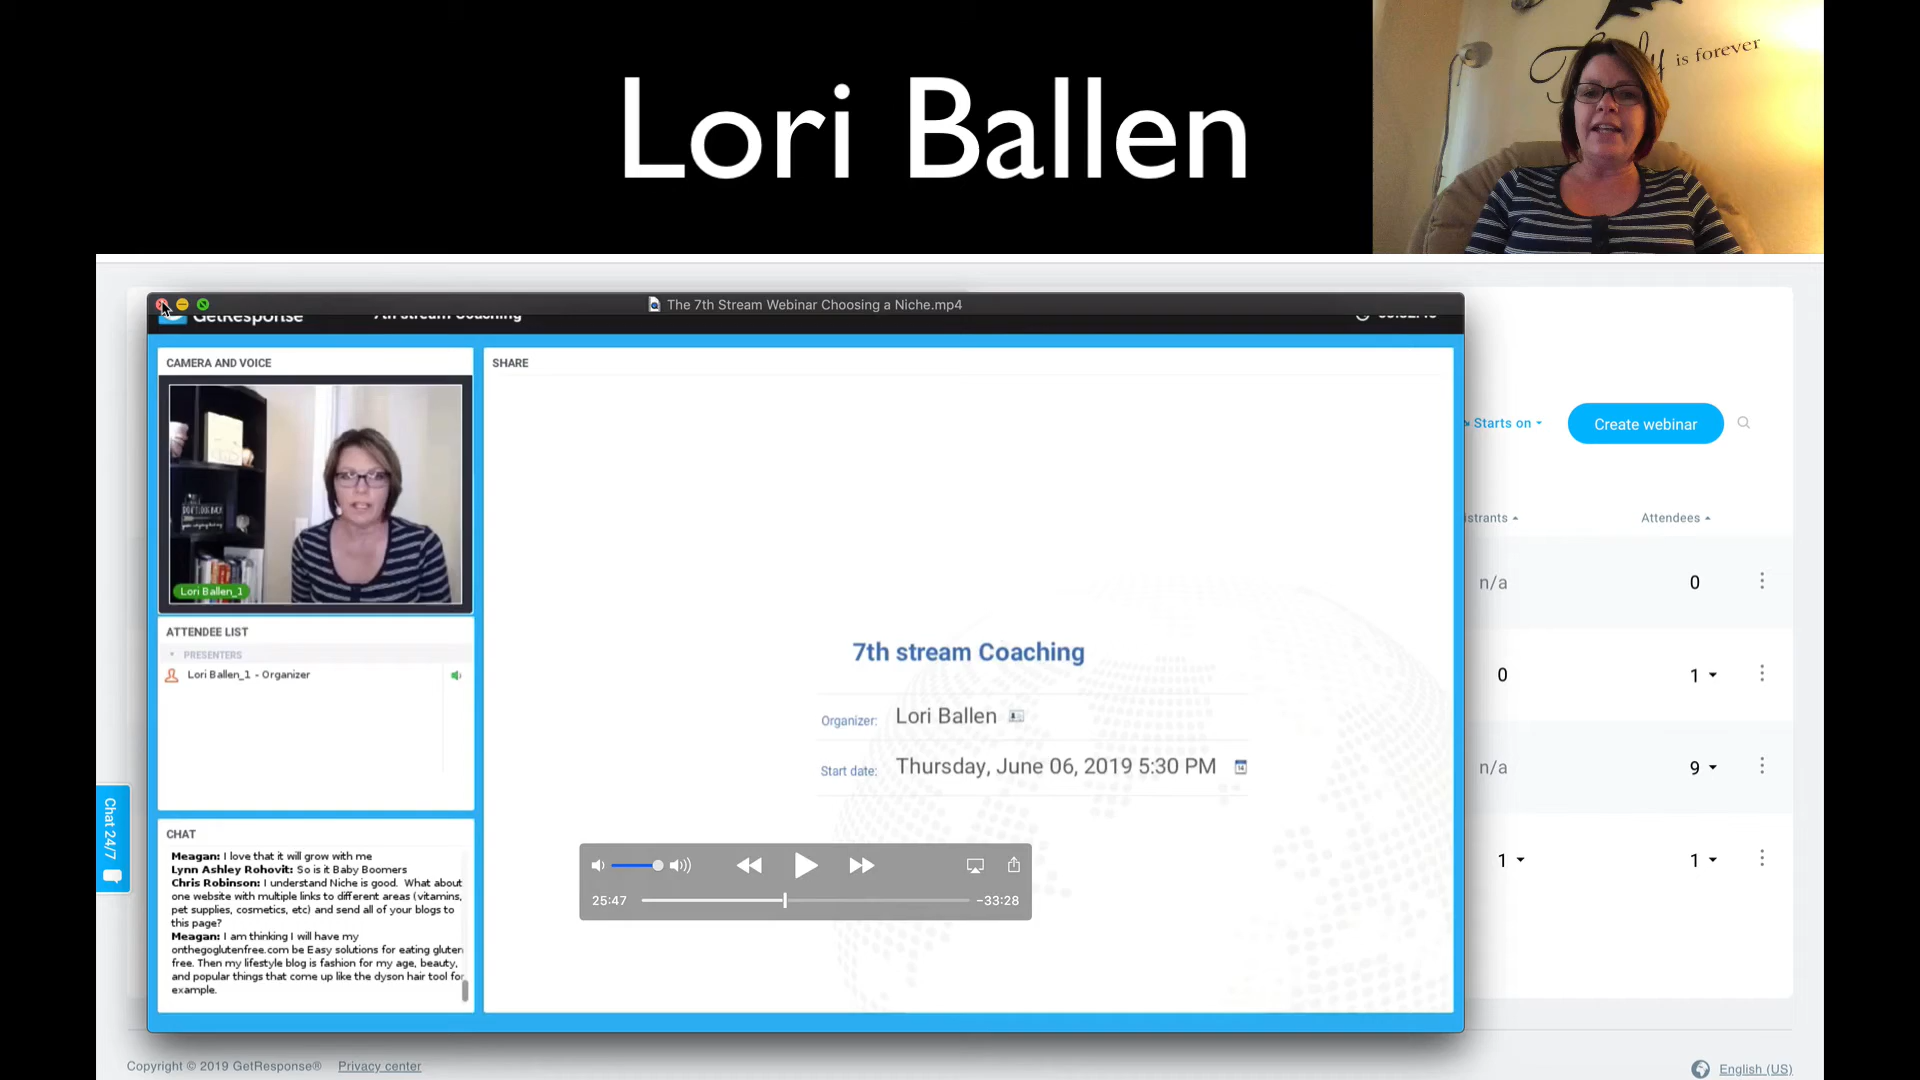 Lori Ballen
is forever
The 7th Stream Webinar Choosing a Niche.mp4
GetResponse
7th stream Coaching
CAMERA AND VOICE
SHARE
Lori Ballen_1
ATTENDEE LIST
PRESENTERS
Lori Ballen_1 - Organizer
CHAT
Meagan: I love that it will grow with me
Lynn Ashley Rohovit: So is it Baby Boomers
Chris Robinson: I understand Niche is good. What about
one website with multiple links to different areas (vitamins,
pet supplies, cosmetics, etc) and send all of your blogs to
this page?
Meagan: I am thinking I will have my
onthegoglutenfree.com be Easy solutions for eating gluten
free. Then my lifestyle blog is fashion for my age, beauty,
and popular things that come up like the dyson hair tool for
example.
7th stream Coaching
Organizer: Lori Ballen
Start date: Thursday, June 06, 2019 5:30 PM
25:47
-33:28
Starts on
Create webinar
istrants
Attendees
n/a 0
0 1
n/a 9
1 1
Chat 24/7
Copyright © 2019 GetResponse® Privacy center
English (US)